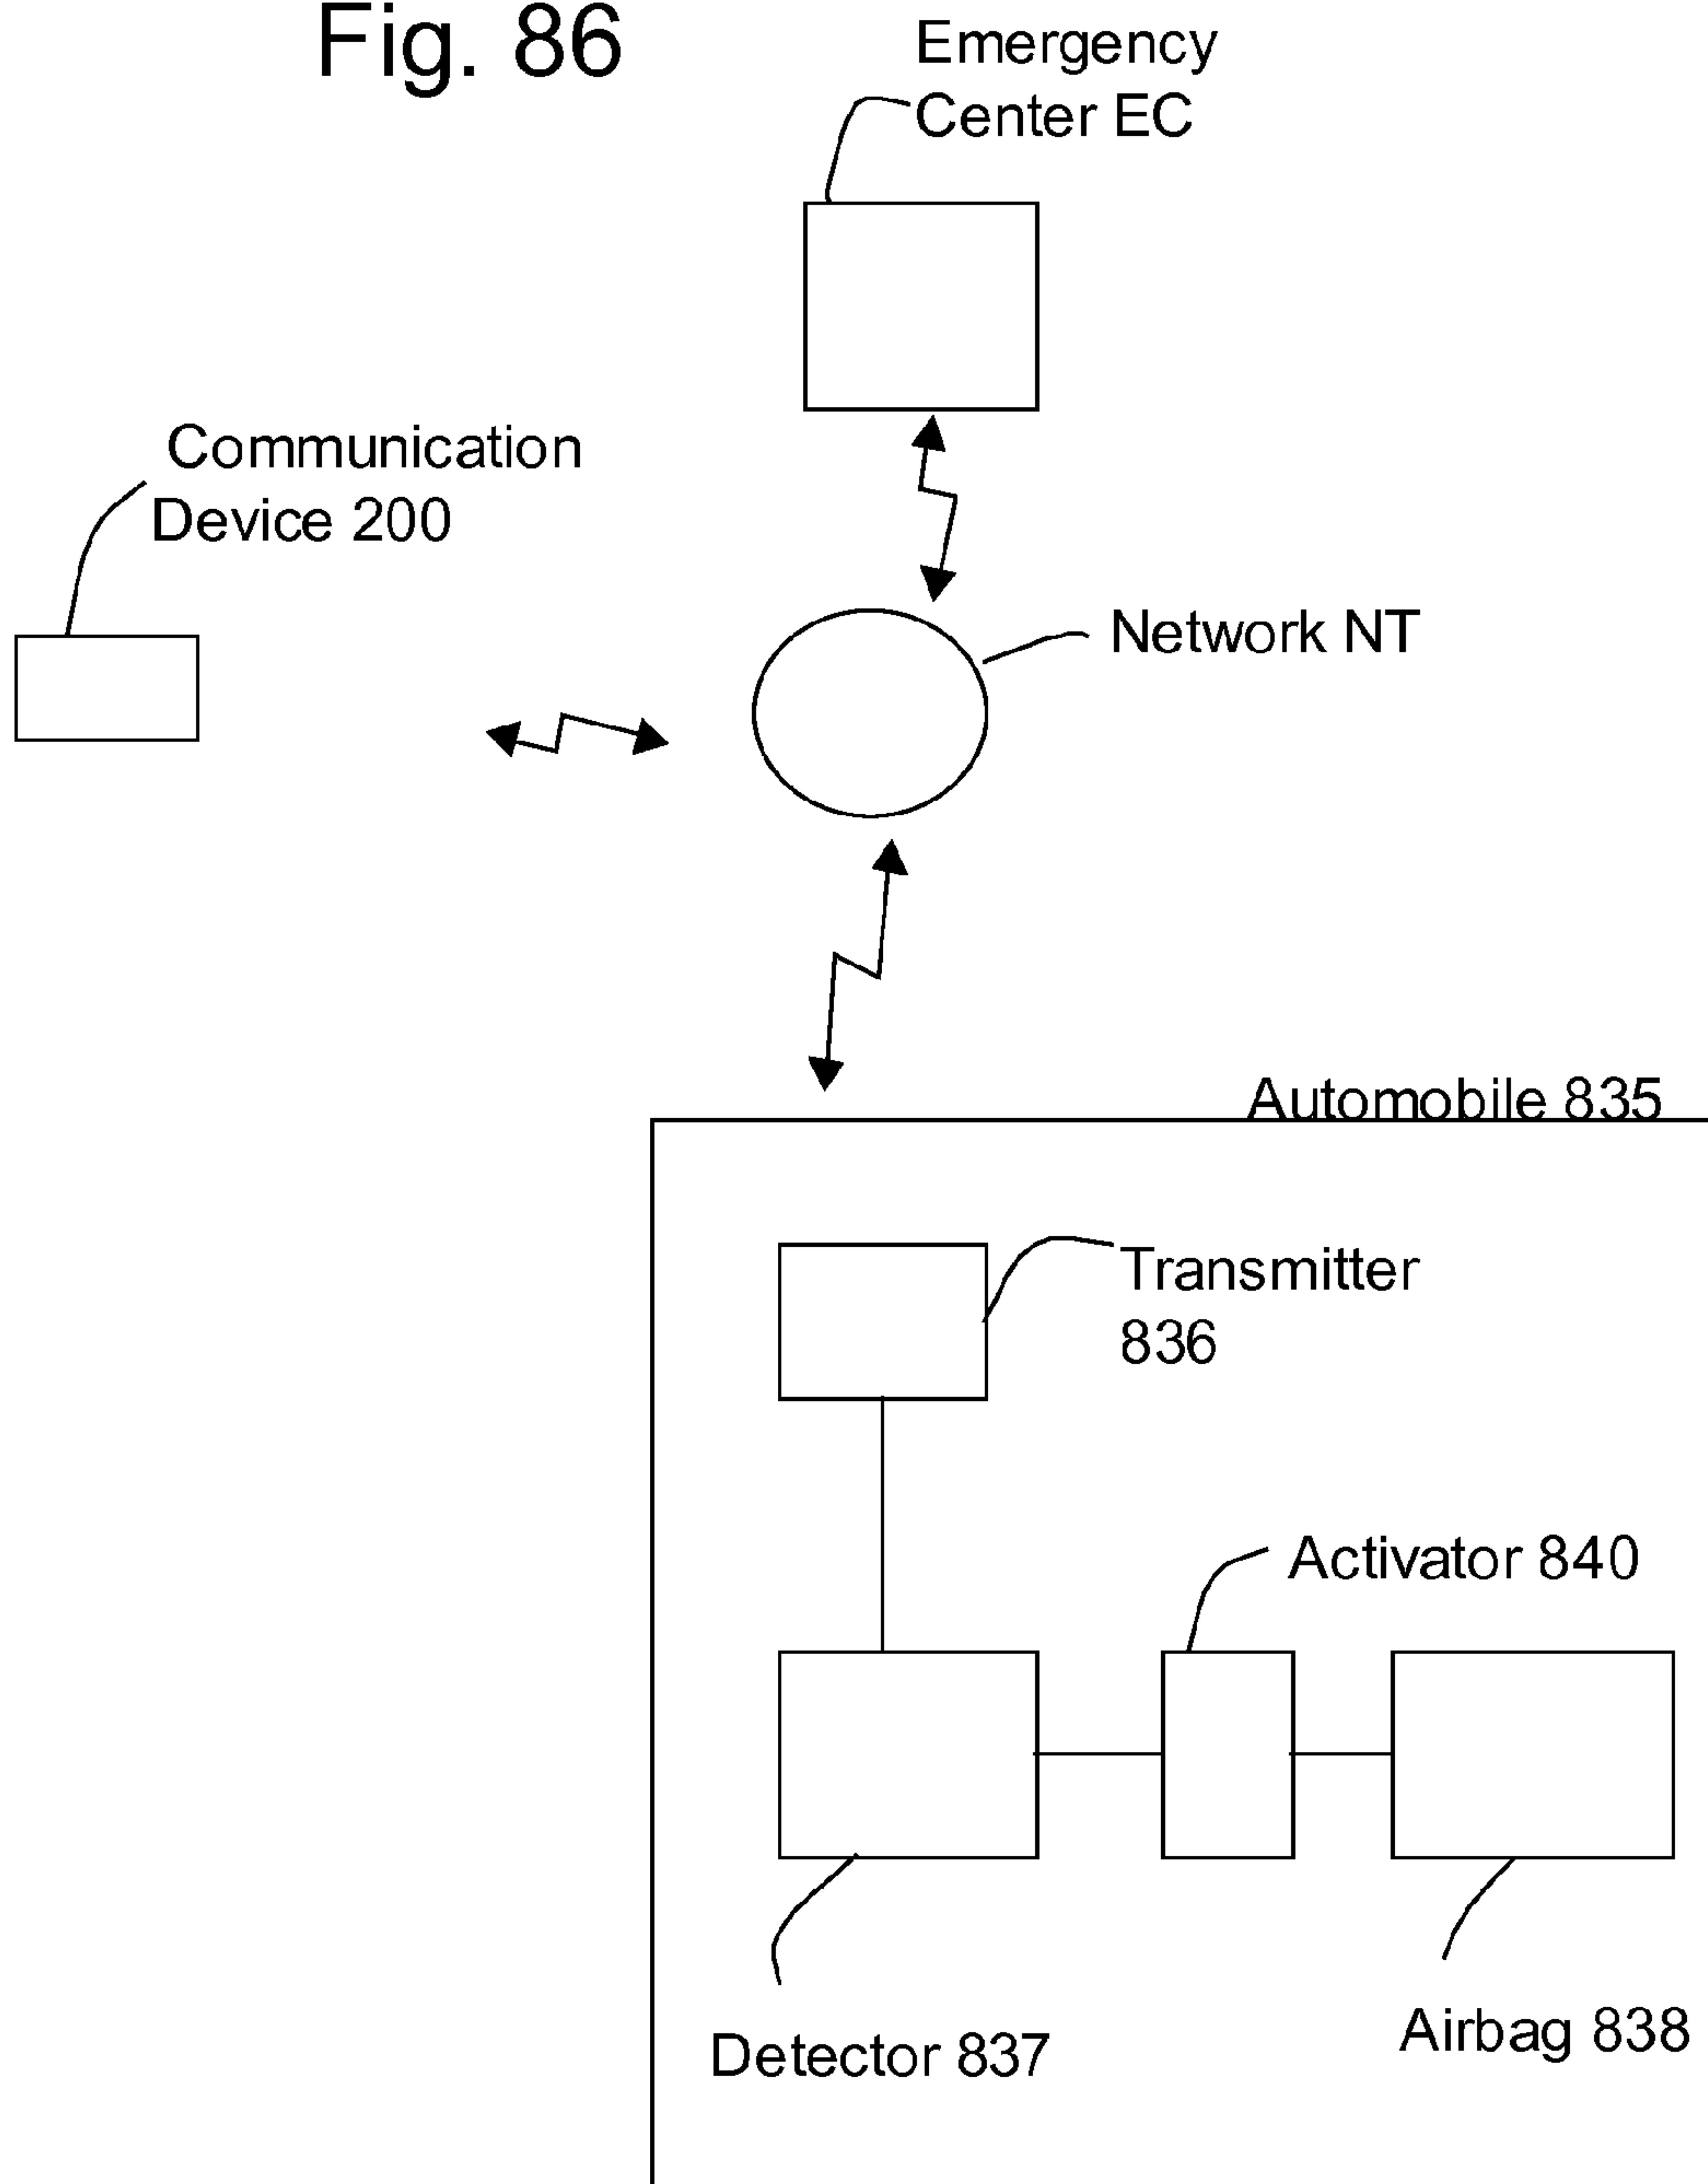 Fig. 86
Emergency
Center EC
Communication
Device 200
Network NT
Automobile 835
Transmitter
836
Activator 840
Airbag 838
Detector 837